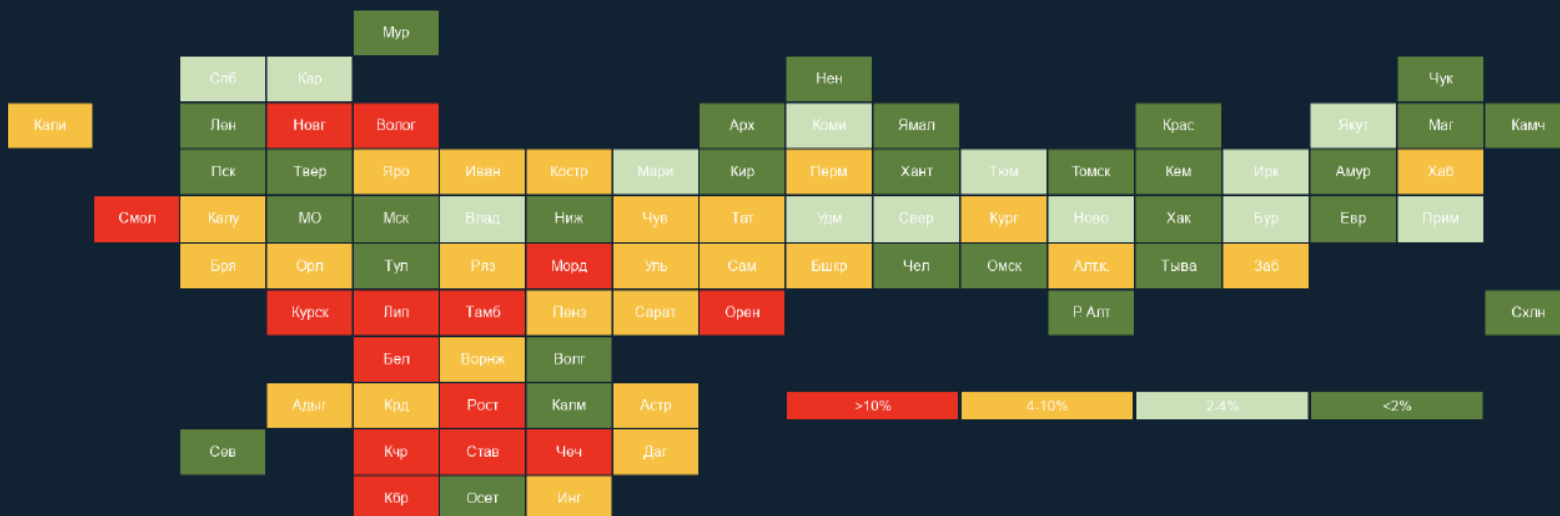 Мур
Спб Кар Нен Чук
Кали Лен Новг Волог Арх Коми Ямал Крас Якут Маг Камч
Пск Твер Яро Иван Костр Мари Кир Перм Хант Тюм Томск Кем Ирк Амур Хаб
Смол Калу МО Мск Влад Ниж Чув Тат Удм Свер Кург Ново Хак Бур Евр Прим
Бря Орл Тул Ряз Морд Уль Сам Бшкр Чел Омск Алт.к. Тыва Заб
Курск Лип Тамб Пенз Сарат Орен Р. Алт Схлн
Бел Ворнж Волг
Адыг Крд Рост Калм Астр >10% 4-10% 2-4% <2%
Сев Кчр Став Чеч Даг
Кбр Осет Инг